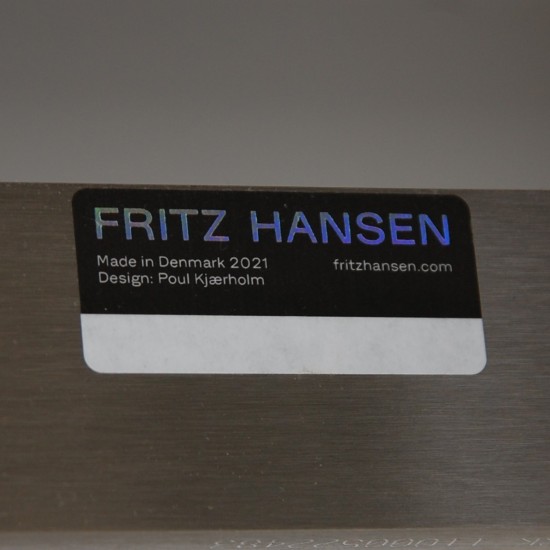 FRITZ HANSEN
Made in Denmark 2021
fritzhansen.com
Design: Poul Kjærholm